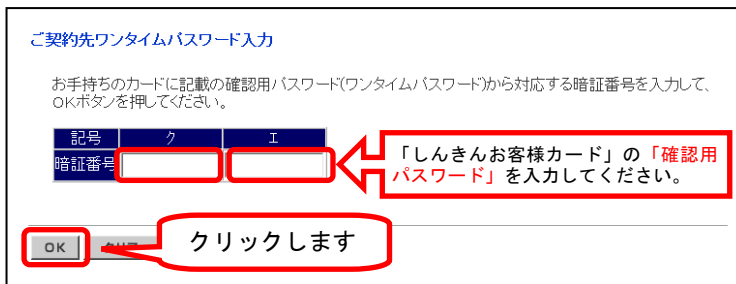 ご契約先ワンタイムパスワード入力
お手持ちのカードに記載の確認用パスワード(ワンタイムパスワード)から対応する暗証番号を入力して、
OKボタンを押してください。
記号 ク エ
暗証番号
「しんきんお客様カード」の「確認用
パスワード」を入力してください。
OK
クリックします